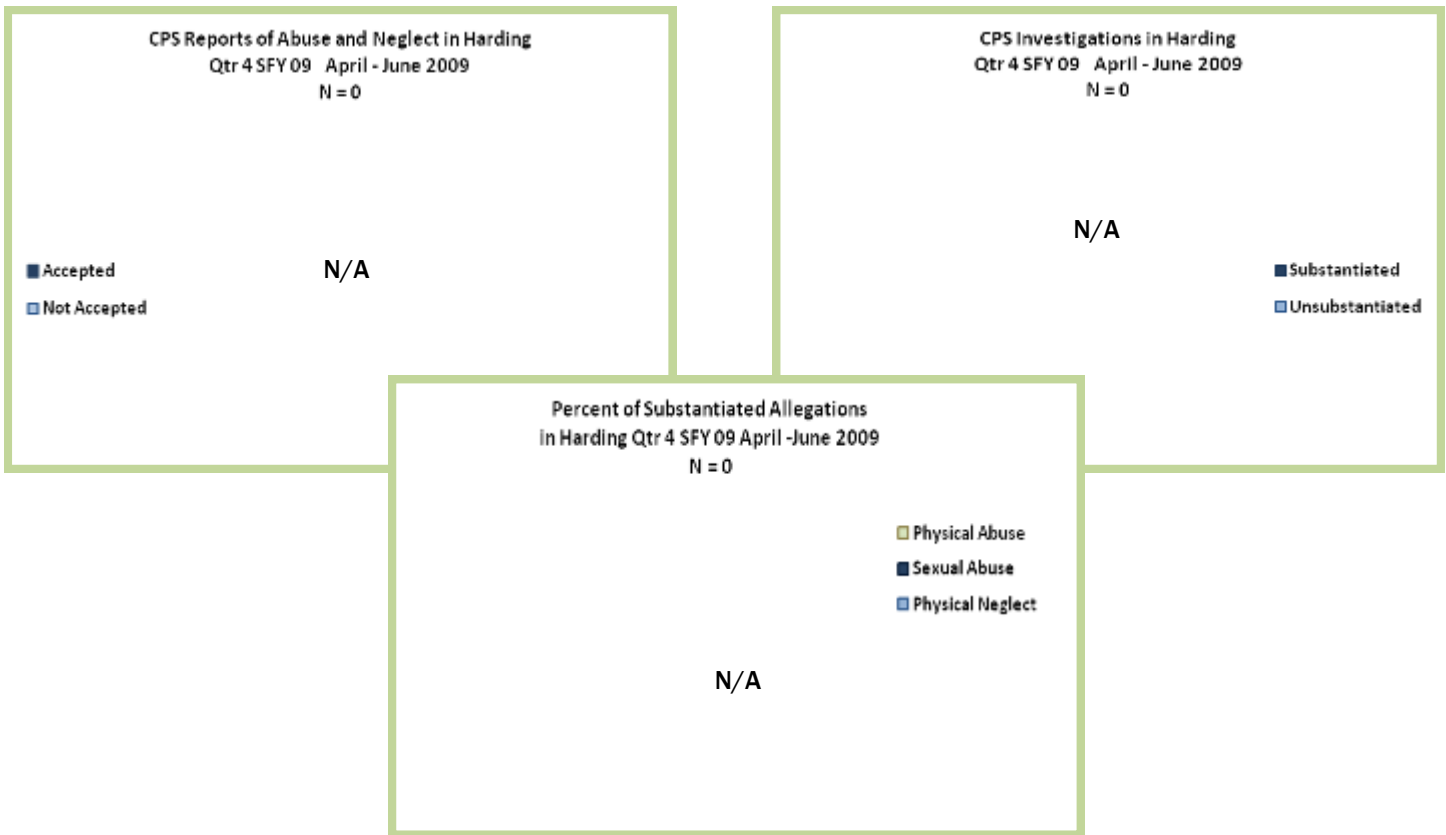 CPS Reports of Abuse and Neglect in Harding
Qtr 4 SFY 09 April - June 2009
N = 0
N/A
Accepted
Not Accepted
CPS Investigations in Harding
Qtr 4 SFY 09 April - June 2009
N = 0
N/A
Substantiated
Unsubstantiated
Percent of Substantiated Allegations
in Harding Qtr 4 SFY 09 April -June 2009
N = 0
Physical Abuse
Sexual Abuse
Physical Neglect
N/A